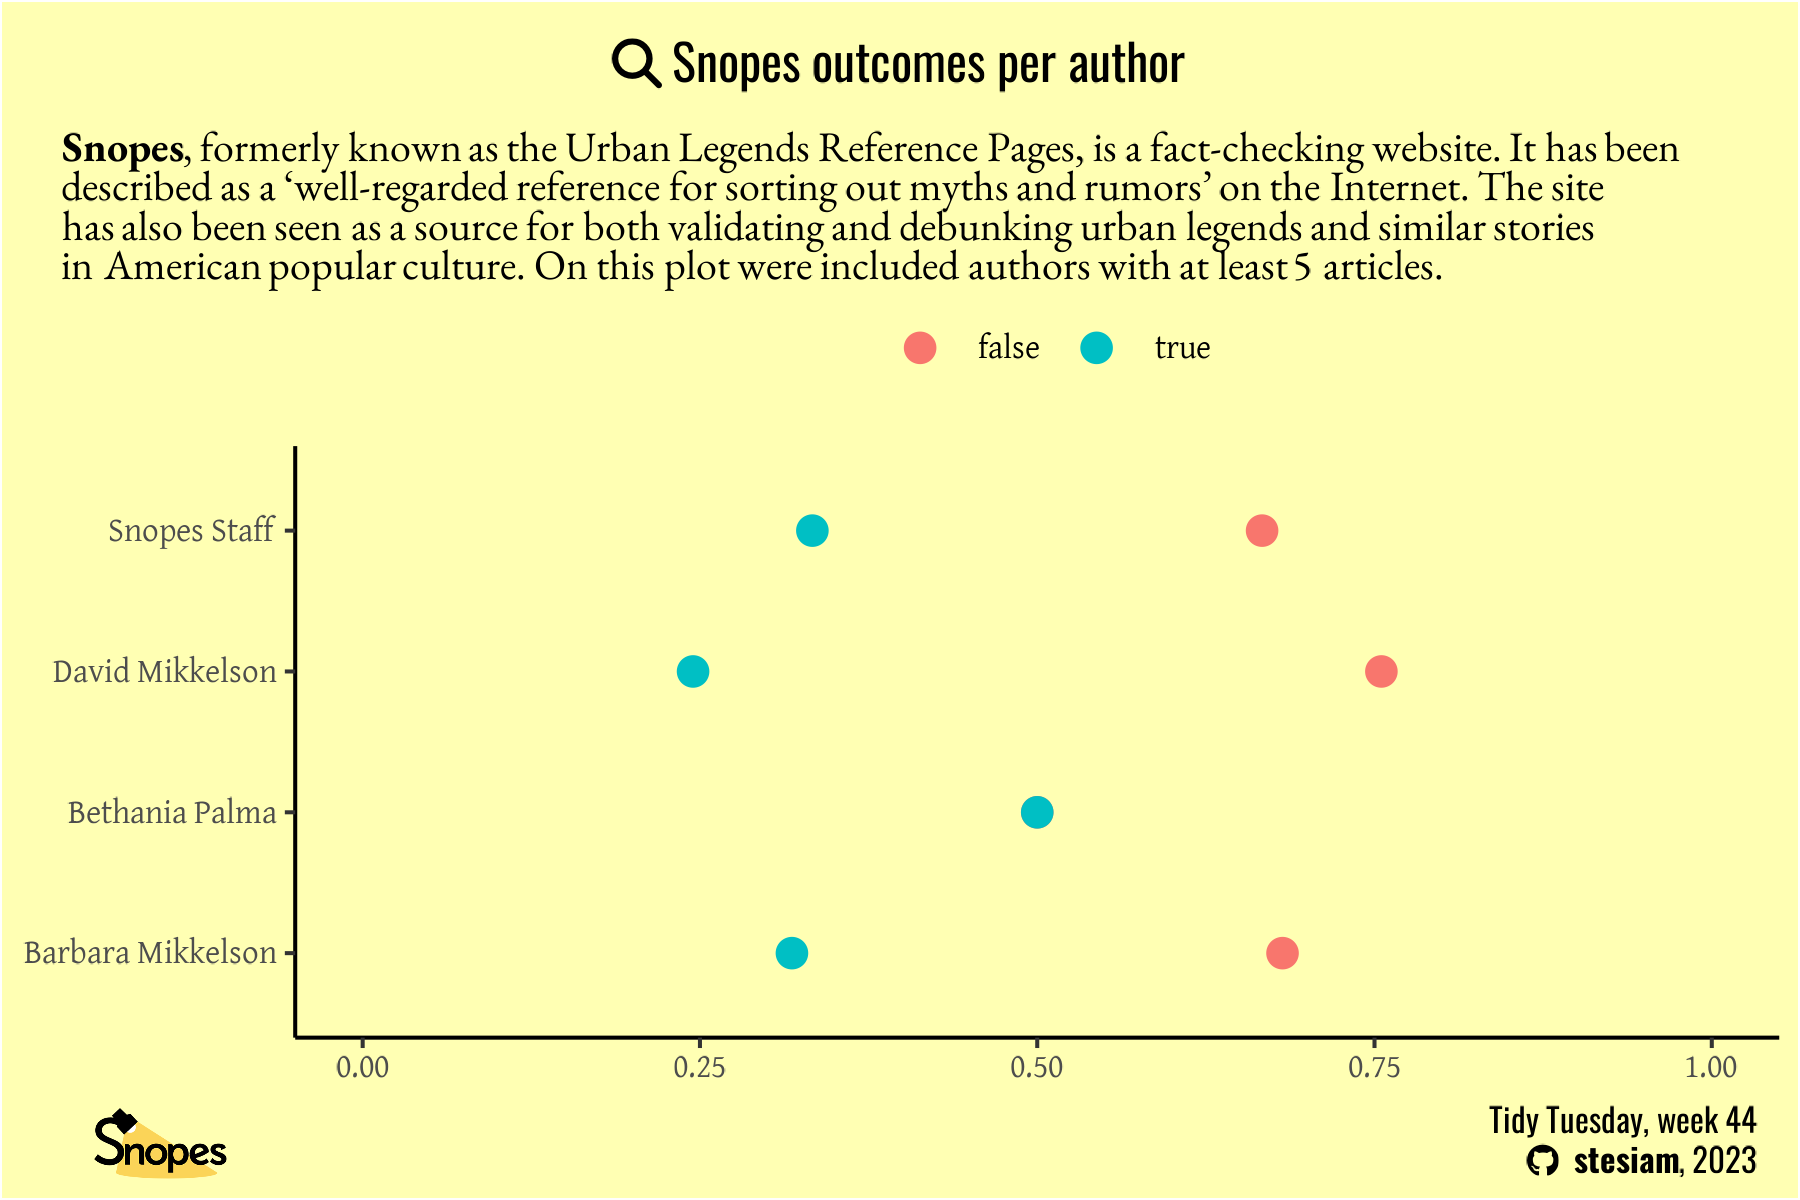 Snopes outcomes per author
Snopes, formerly known as the Urban Legends Reference Pages, is a fact-checking website. It has been
described as a ‘well-regarded reference for sorting out myths and rumors’ on the Internet. The site
has also been seen as a source for both validating and debunking urban legends and similar stories
in American popular culture. On this plot were included authors with at least 5 articles.
false true
Snopes Staff
David Mikkelson
Bethania Palma
Barbara Mikkelson
0.00 0.25 0.50 0.75 1.00
Snopes
Tidy Tuesday, week 44
stesiam, 2023